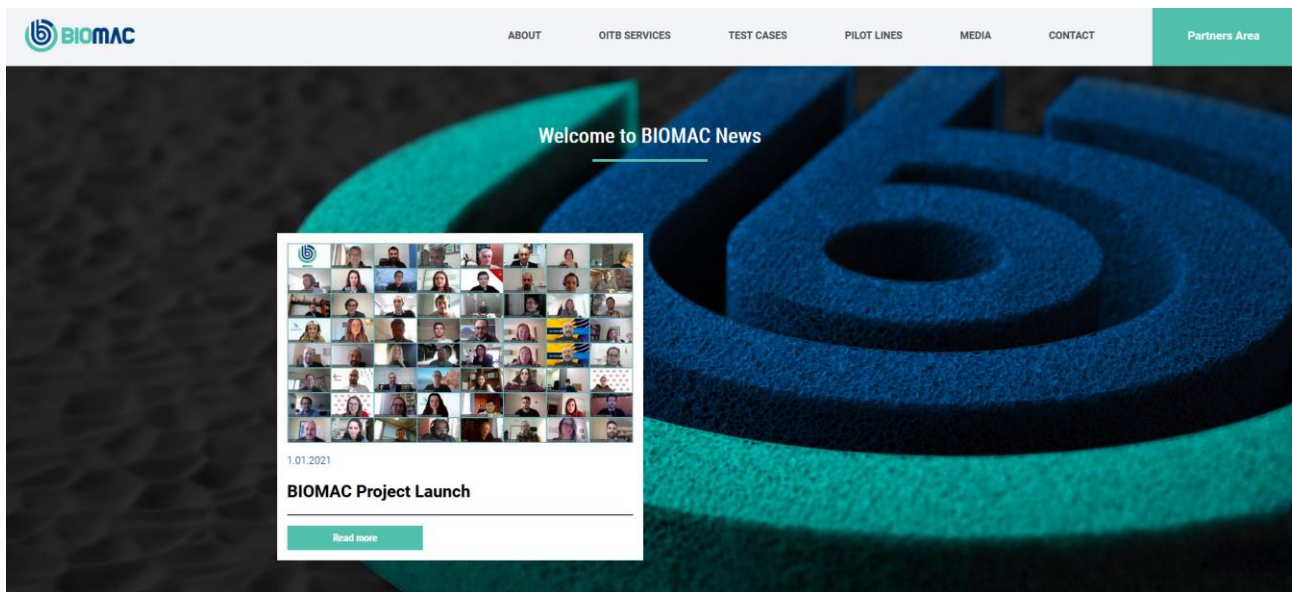 BIOMAC
ABOUT OITB SERVICES TEST CASES PILOT LINES MEDIA CONTACT Partners Area
Welcome to BIOMAC News
1.01.2021
BIOMAC Project Launch
Read more